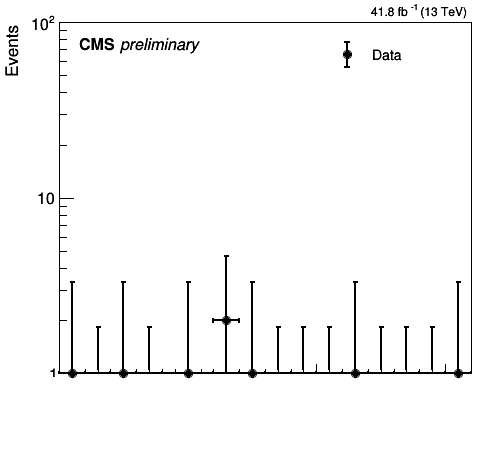 41.8 fb⁻¹ (13 TeV)
10²
CMS preliminary
Data
Events
10
1